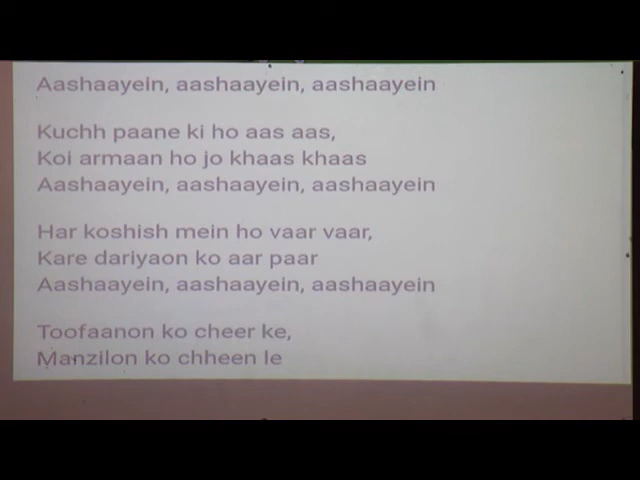 Aashaayein, aashaayein, aashaayein
Kuchh paane ki ho aas aas,
Koi armaan ho jo khaas khaas
Aashaayein, aashaayein, aashaayein
Har koshish mein ho vaar vaar,
Kare dariyaon ko aar paar
Aashaayein, aashaayein, aashaayein
Toofaanon ko cheer ke,
Manzilon ko chheen le